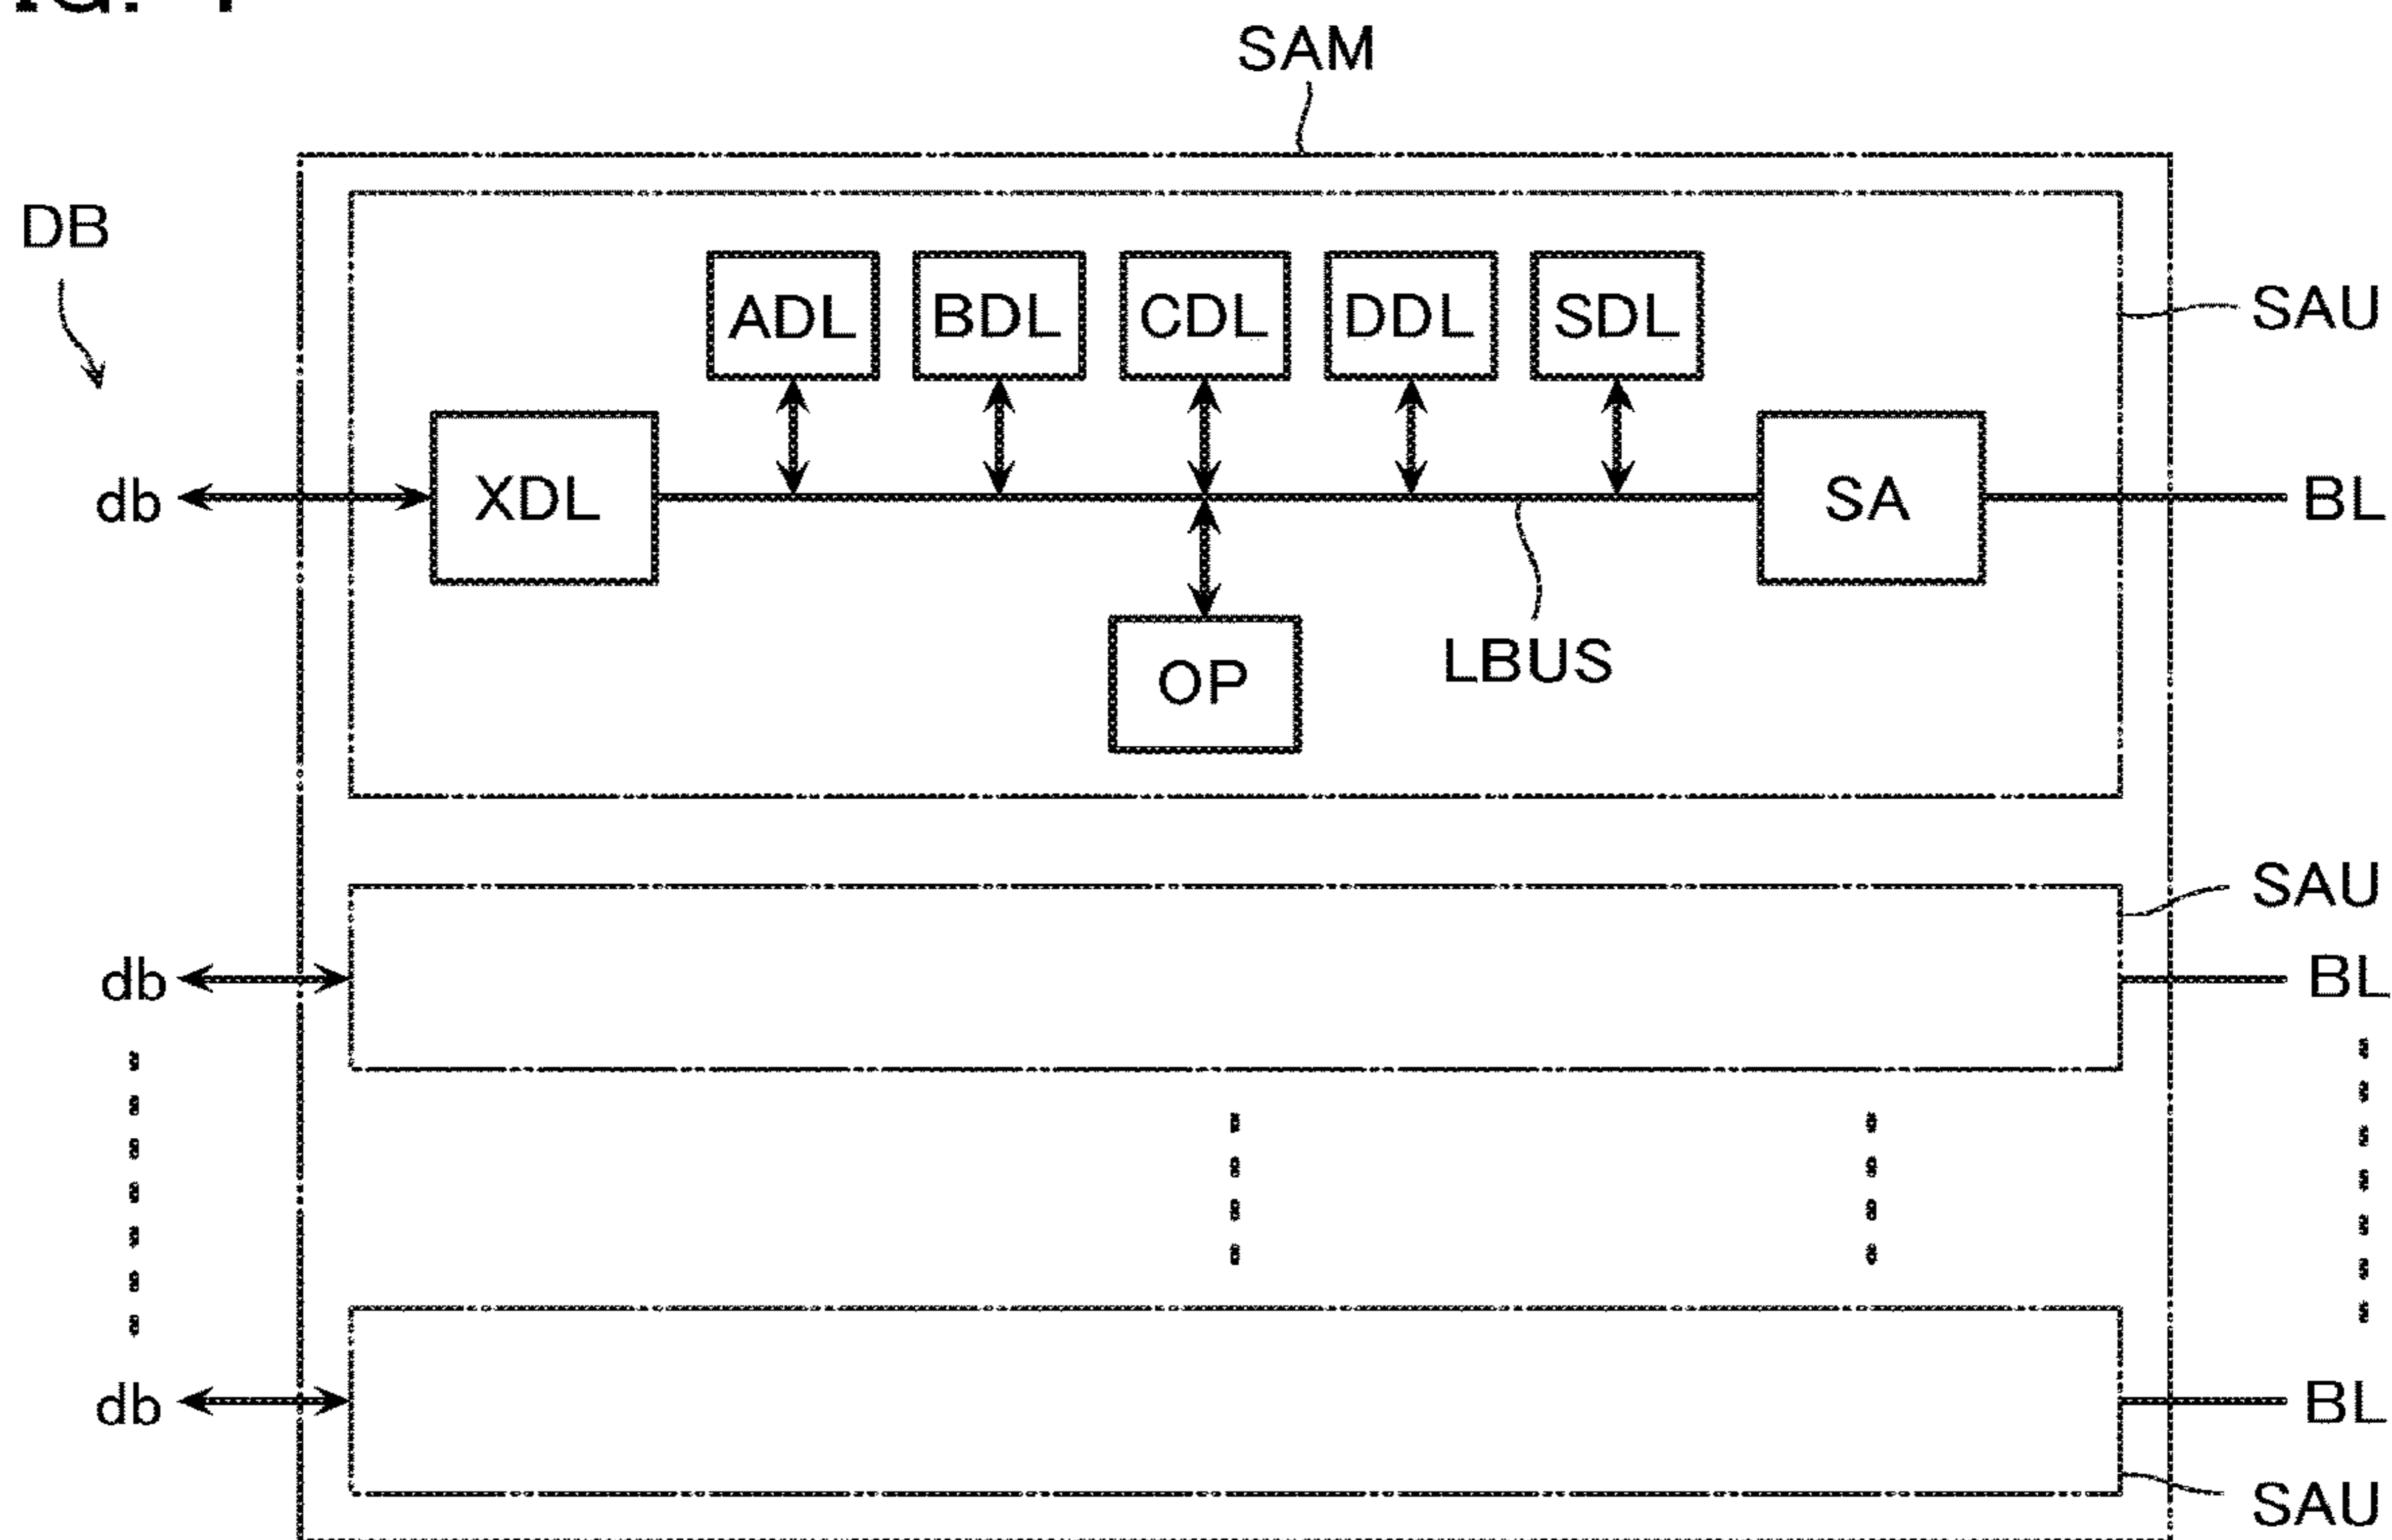 SAM
DB
SAU
ADL BDL CDL DDL SDL
db XDL SA BL
LBUS
OP
SAU
db BL
db BL
SAU